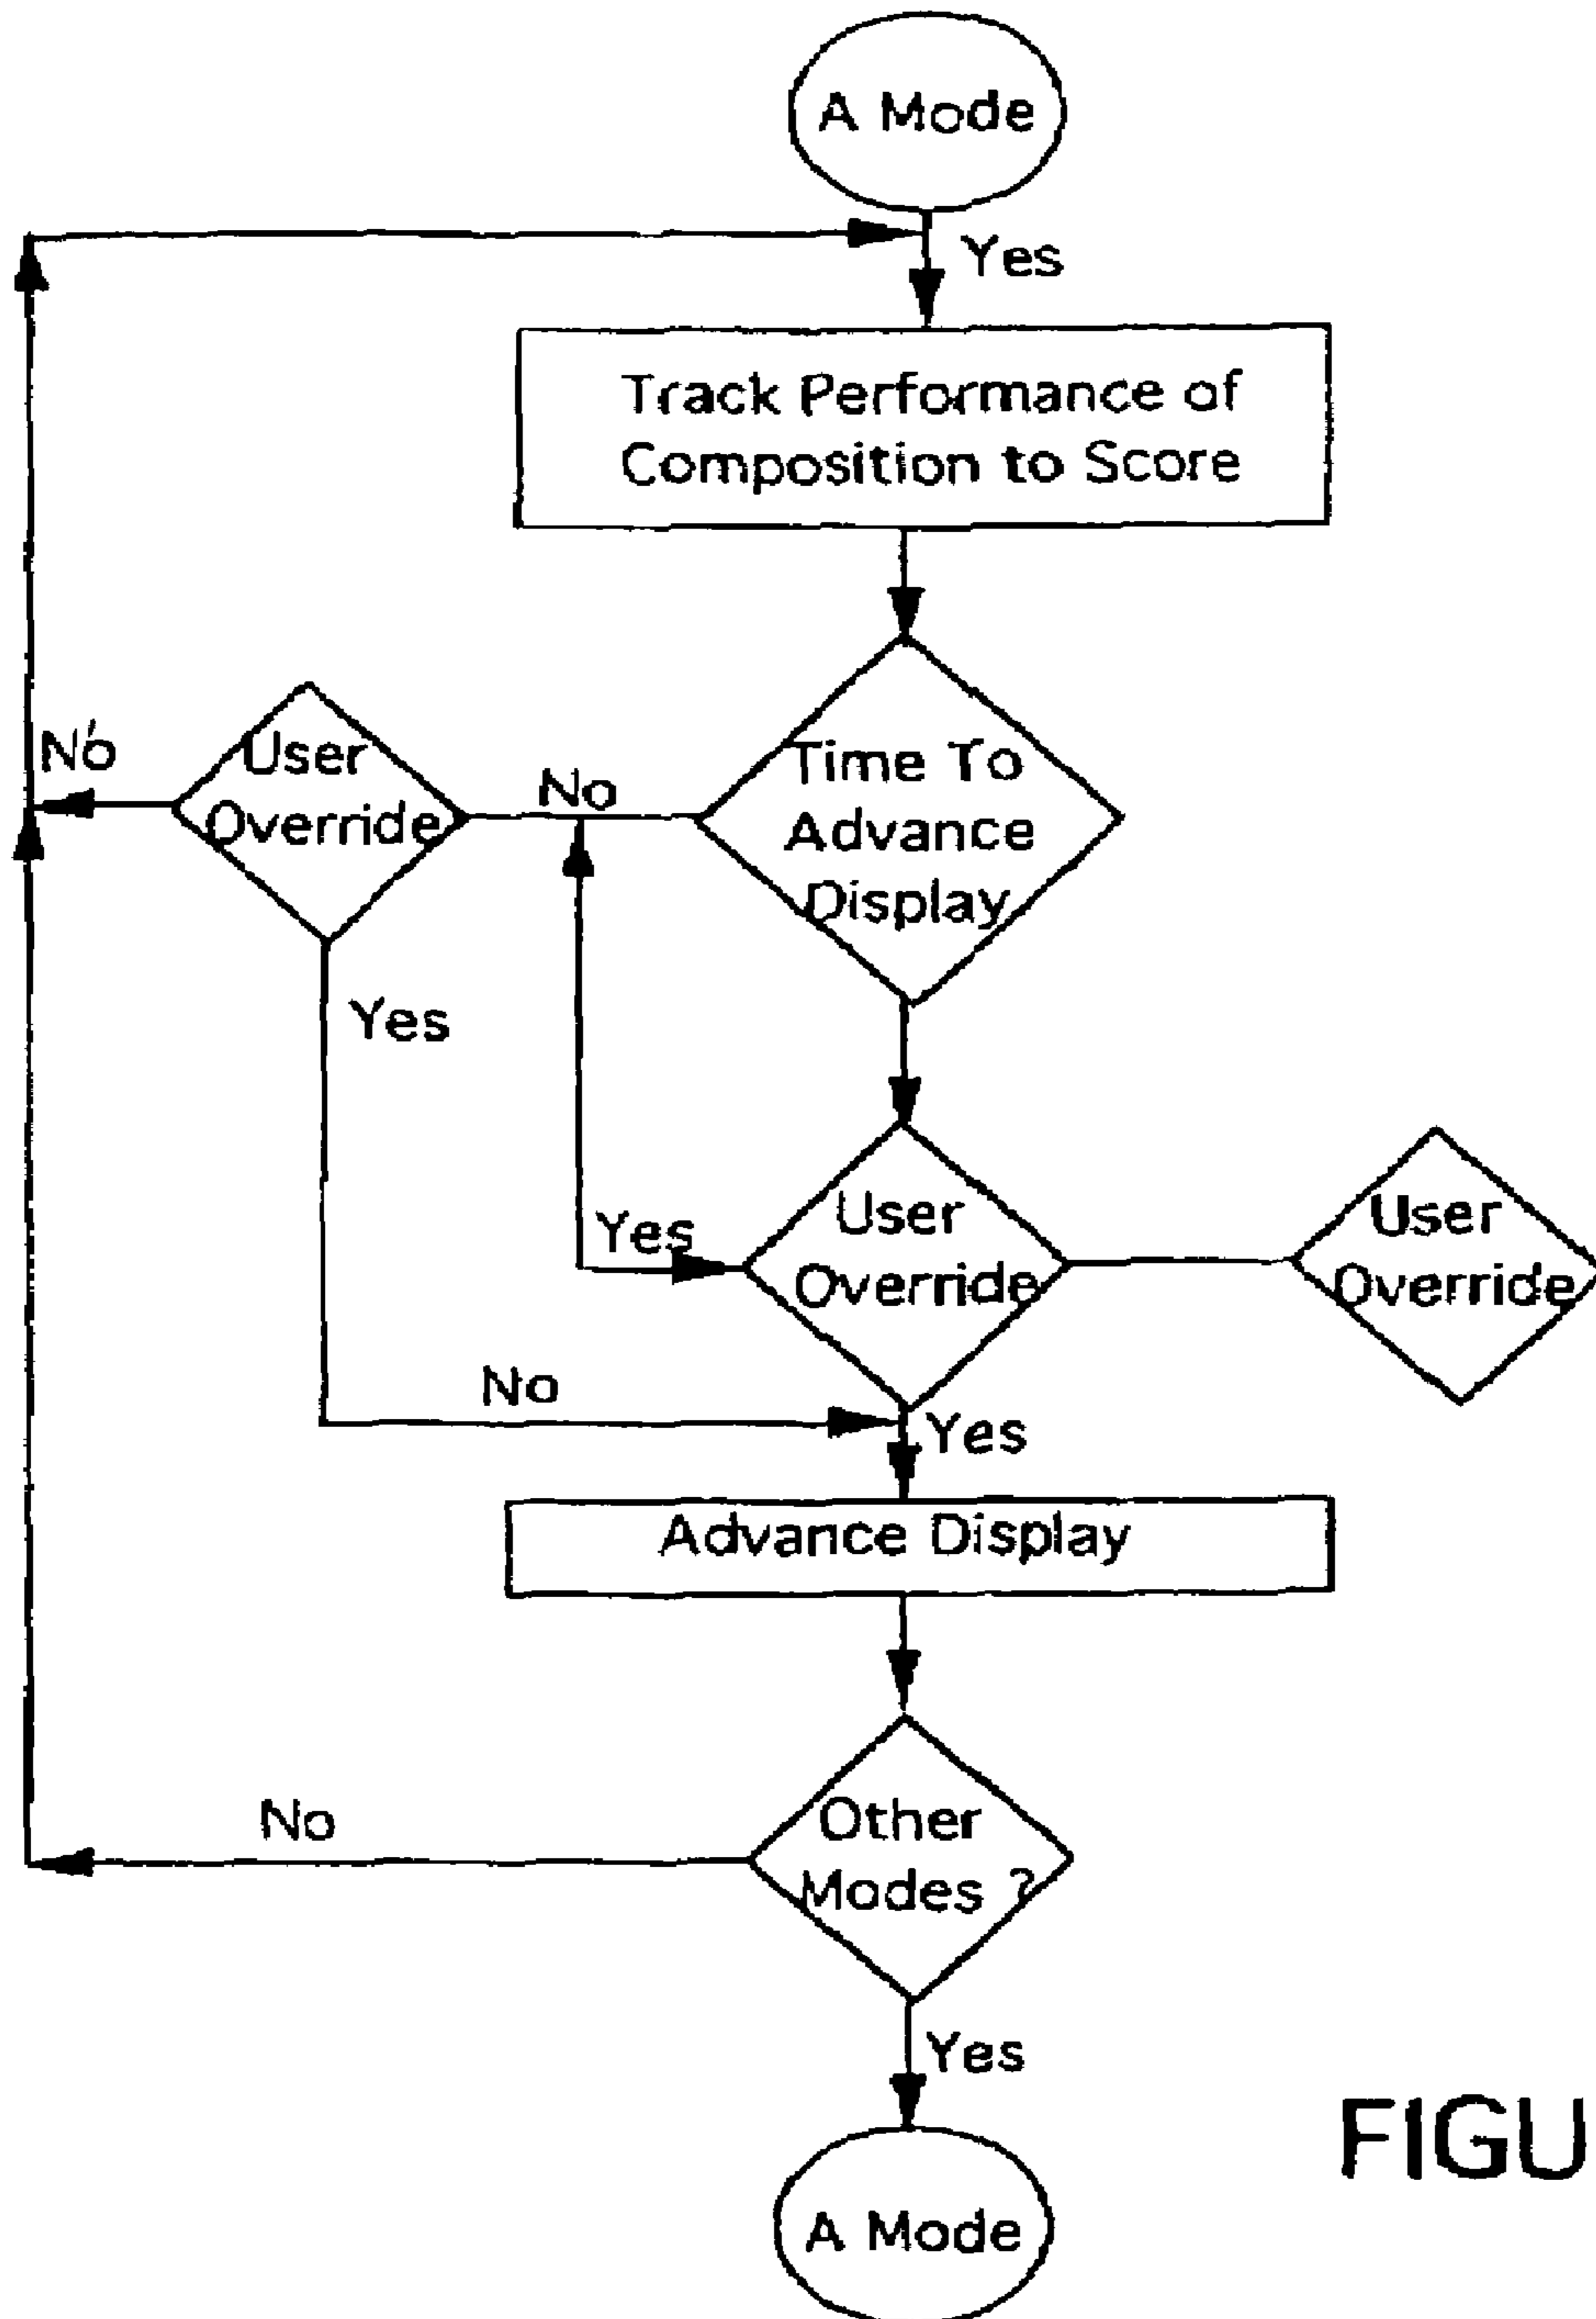 A Mode
Yes
Track Performance of
Composition to Score
No
User
Override
No
Time To
Advance
Display
Yes
Yes
User
Override
User
Override
No
Yes
Advance Display
No
Other
Modes ?
Yes
A Mode
FIGU